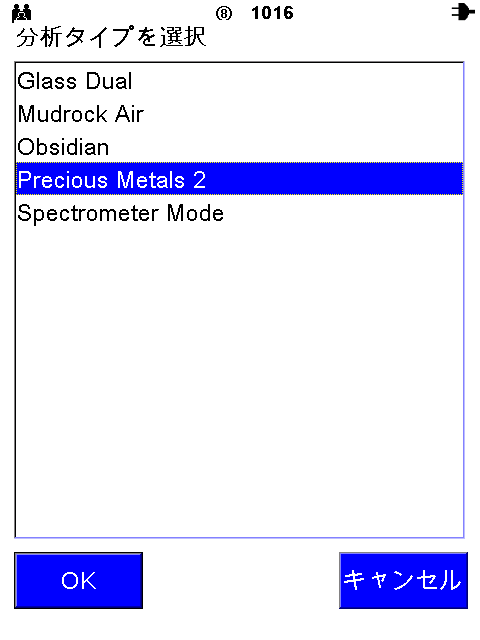 ⑧ 1016
分析タイプを選択
Glass Dual
Mudrock Air
Obsidian
Precious Metals 2
Spectrometer Mode
OK
キャンセル